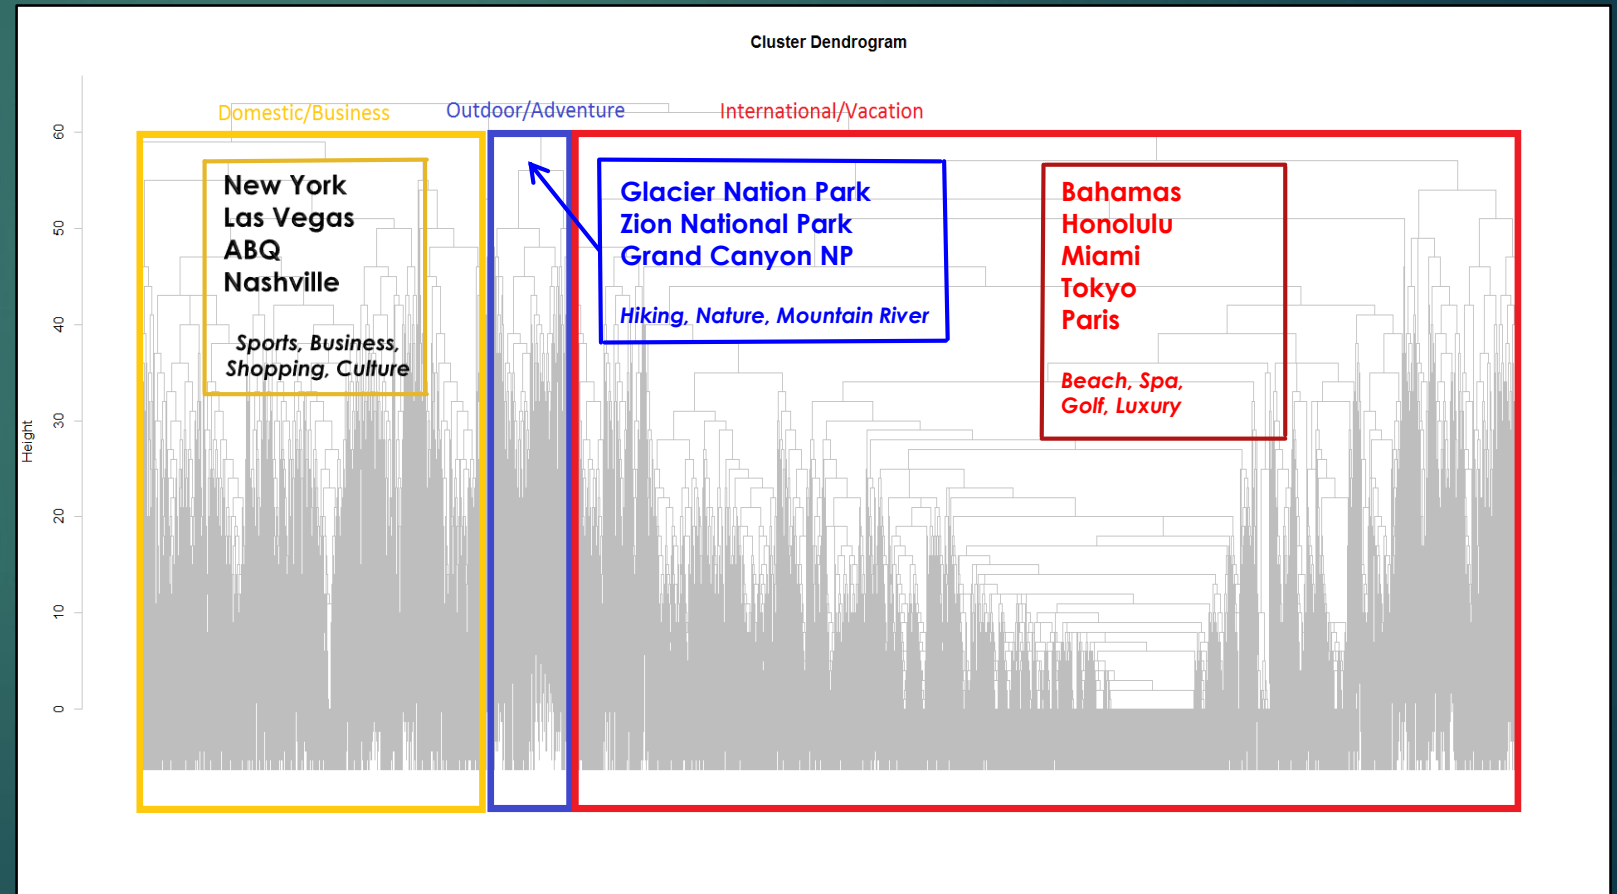 Cluster Dendrogram
Domestic/Business
Outdoor/Adventure
International/Vacation
New York
Las Vegas
ABQ
Nashville
Sports, Business,
Shopping, Culture
Glacier Nation Park
Zion National Park
Grand Canyon NP
Hiking, Nature, Mountain River
Bahamas
Honolulu
Miami
Tokyo
Paris
Beach, Spa,
Golf, Luxury
Height
60
50
40
30
20
10
0